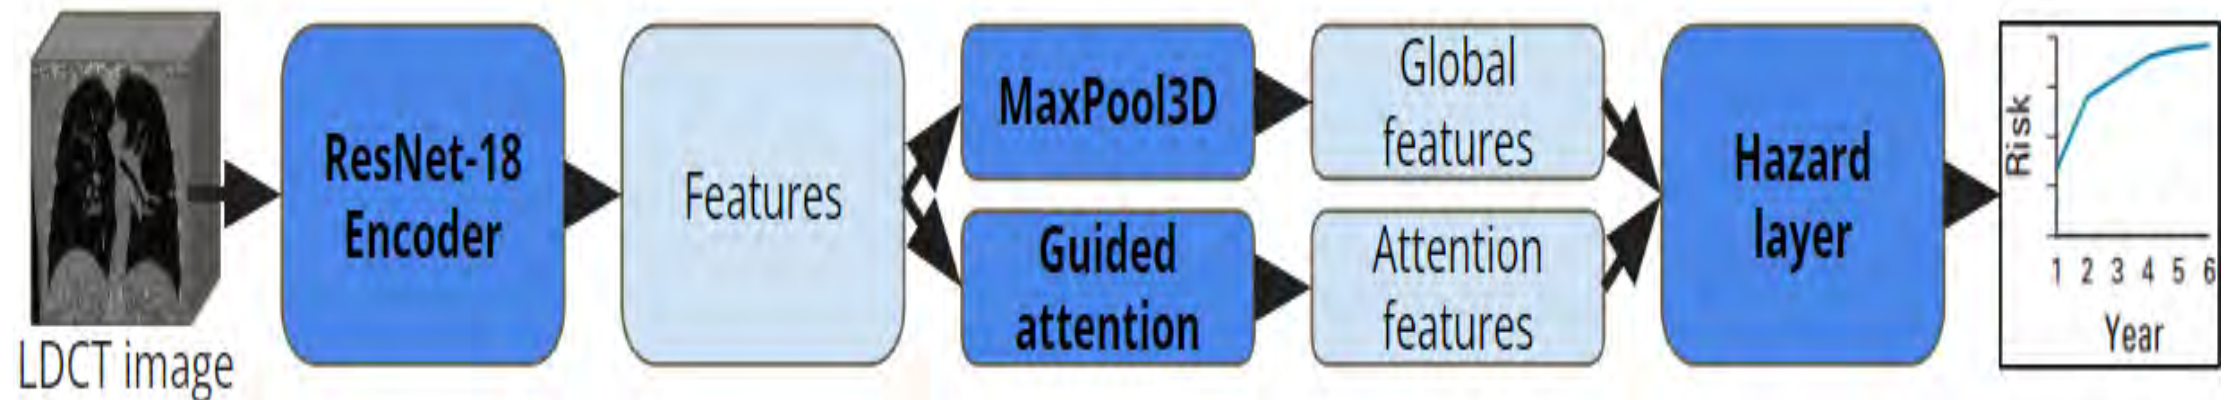 LDCT image
ResNet-18
Encoder
Features
MaxPool3D
Guided
attention
Global
features
Attention
features
Hazard
layer
Risk
1 2 3 4 5 6
Year